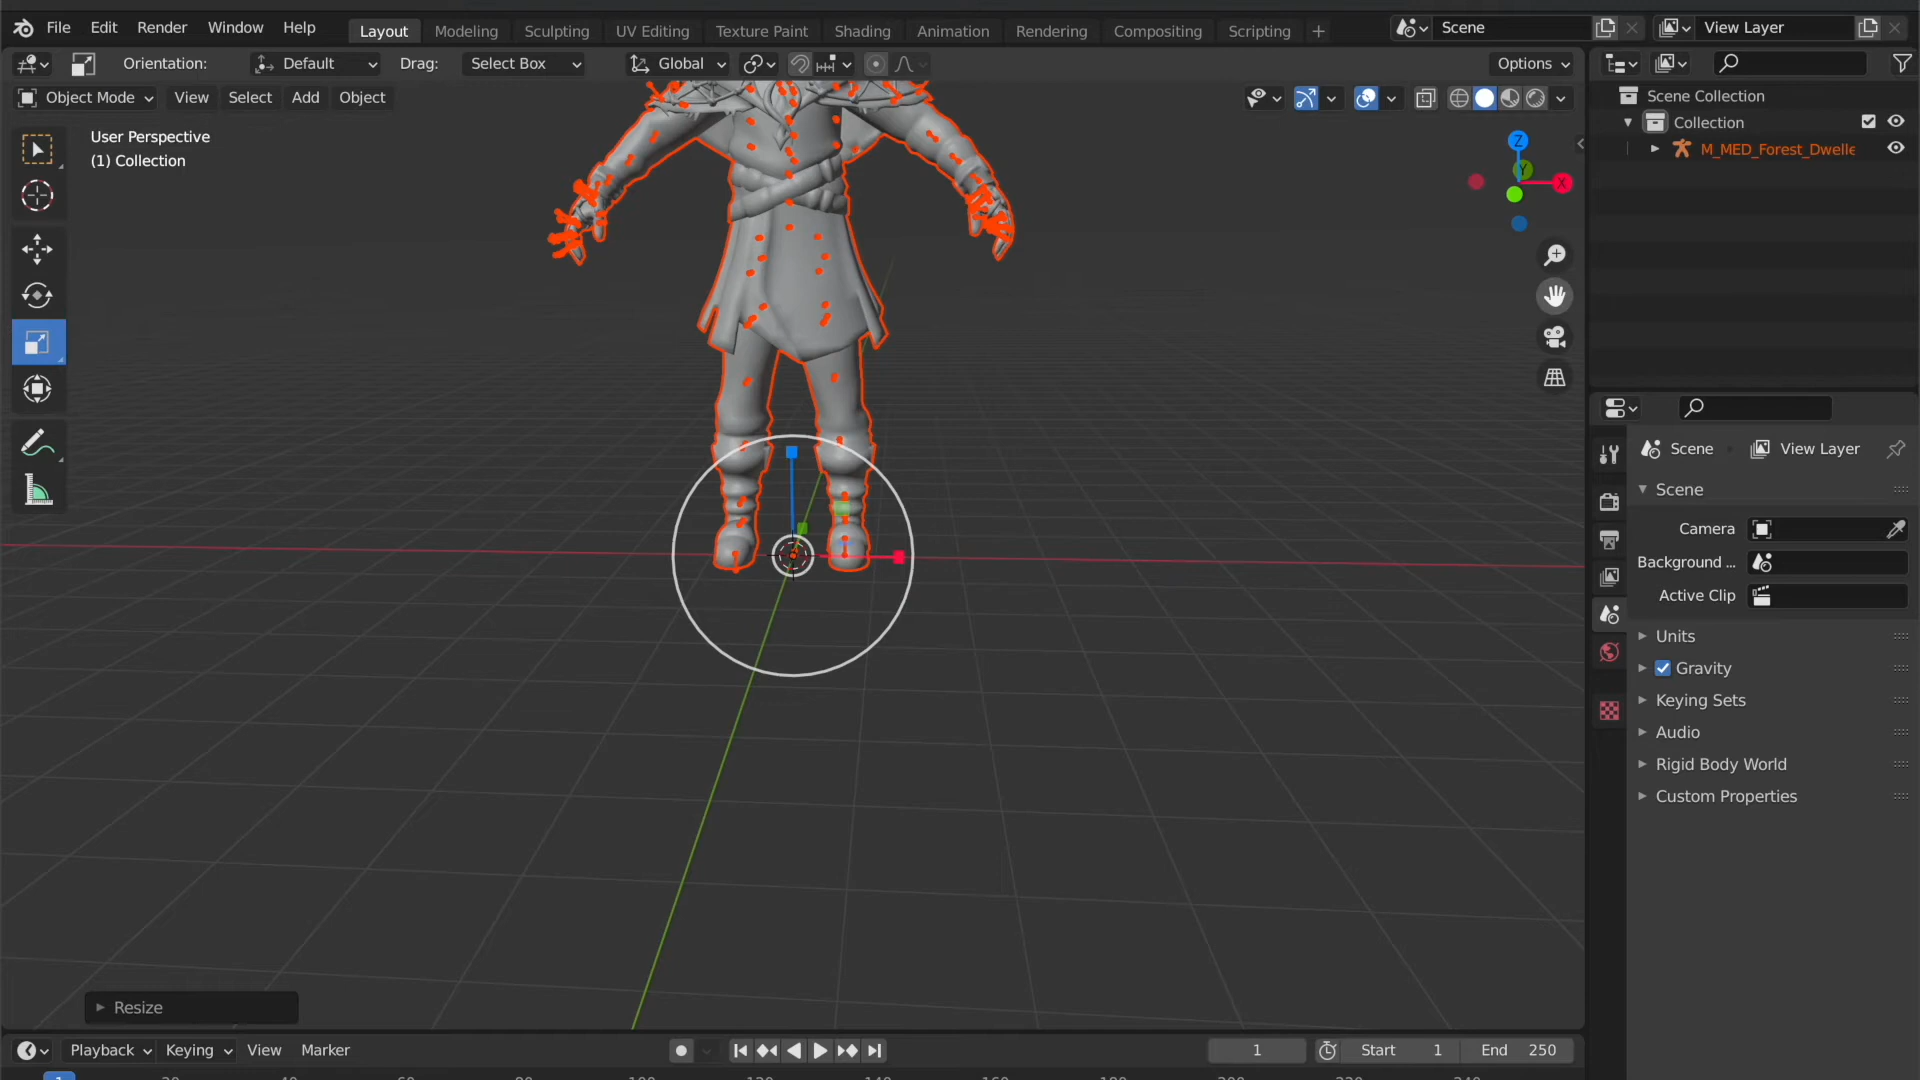 File Edit Render Window Help Layout Modeling Sculpting UV Editing Texture Paint Shading Animation Rendering Compositing Scripting + Scene View Layer
Orientation: Default Drag: Select Box Global Options
Object Mode View Select Add Object
User Perspective
(1) Collection
Z
Y
X
Scene Collection
Collection
M_MED_Forest_Dwelle
Scene View Layer
Scene
Camera
Background ...
Active Clip
Units
Gravity
Keying Sets
Audio
Rigid Body World
Custom Properties
Resize
Playback Keying View Marker 1 Start 1 End 250
1